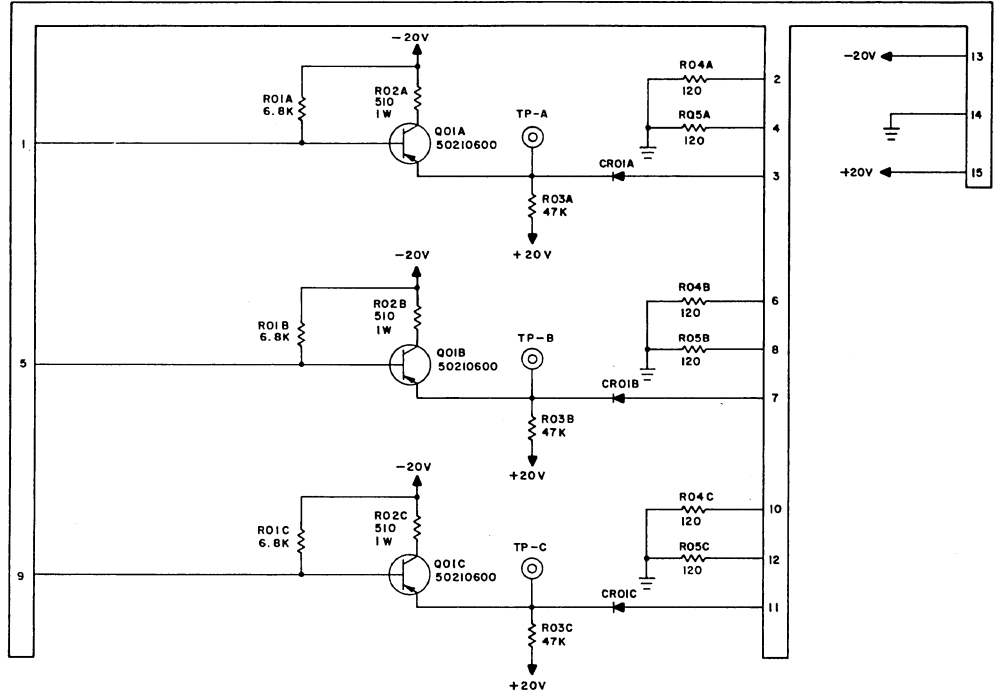 -20V
R01A
6.8K
R02A
510
1W
Q01A
50210600
TP-A
R04A
120
R05A
120
CR01A
R03A
47K
+20V
1
2
4
3
-20V
13
14
+20V
15
-20V
R01B
6.8K
R02B
510
1W
Q01B
50210600
TP-B
R04B
120
R05B
120
CR01B
R03B
47K
+20V
5
6
8
7
-20V
R01C
6.8K
R02C
510
1W
Q01C
50210600
TP-C
R04C
120
R05C
120
CR01C
R03C
47K
+20V
9
10
12
11